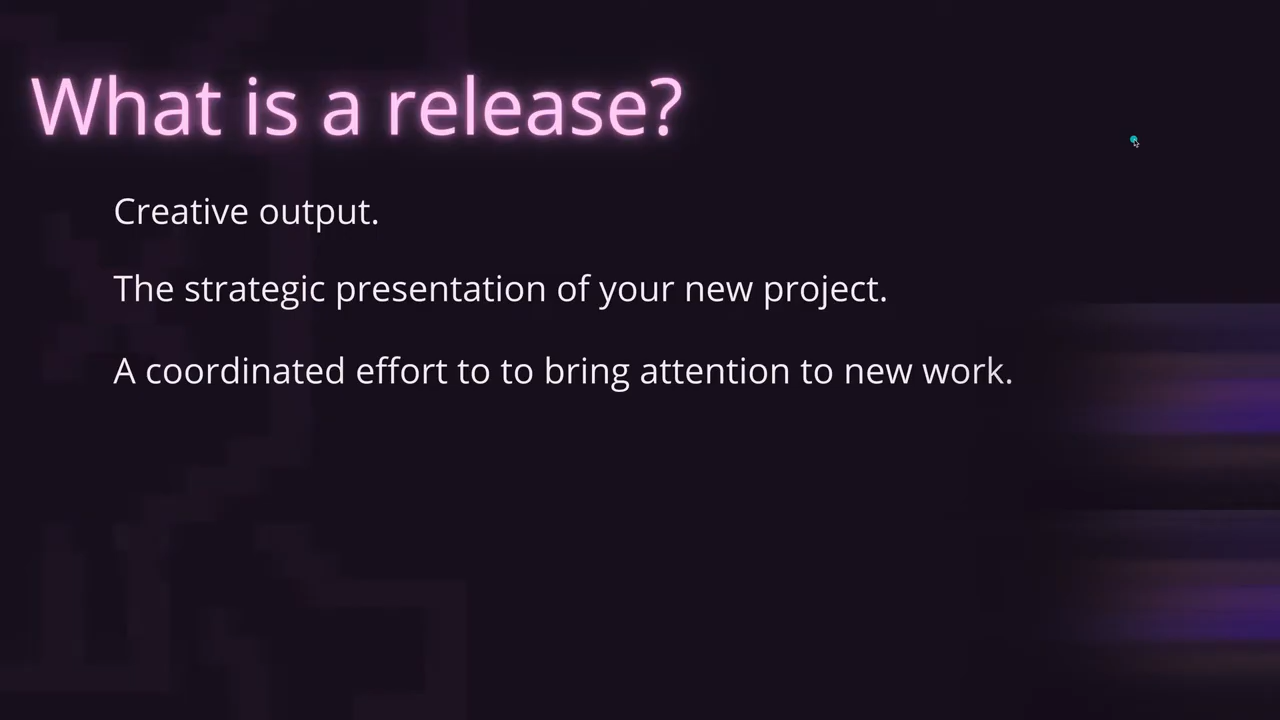 What is a release?
Creative output.
The strategic presentation of your new project.
A coordinated effort to to bring attention to new work.